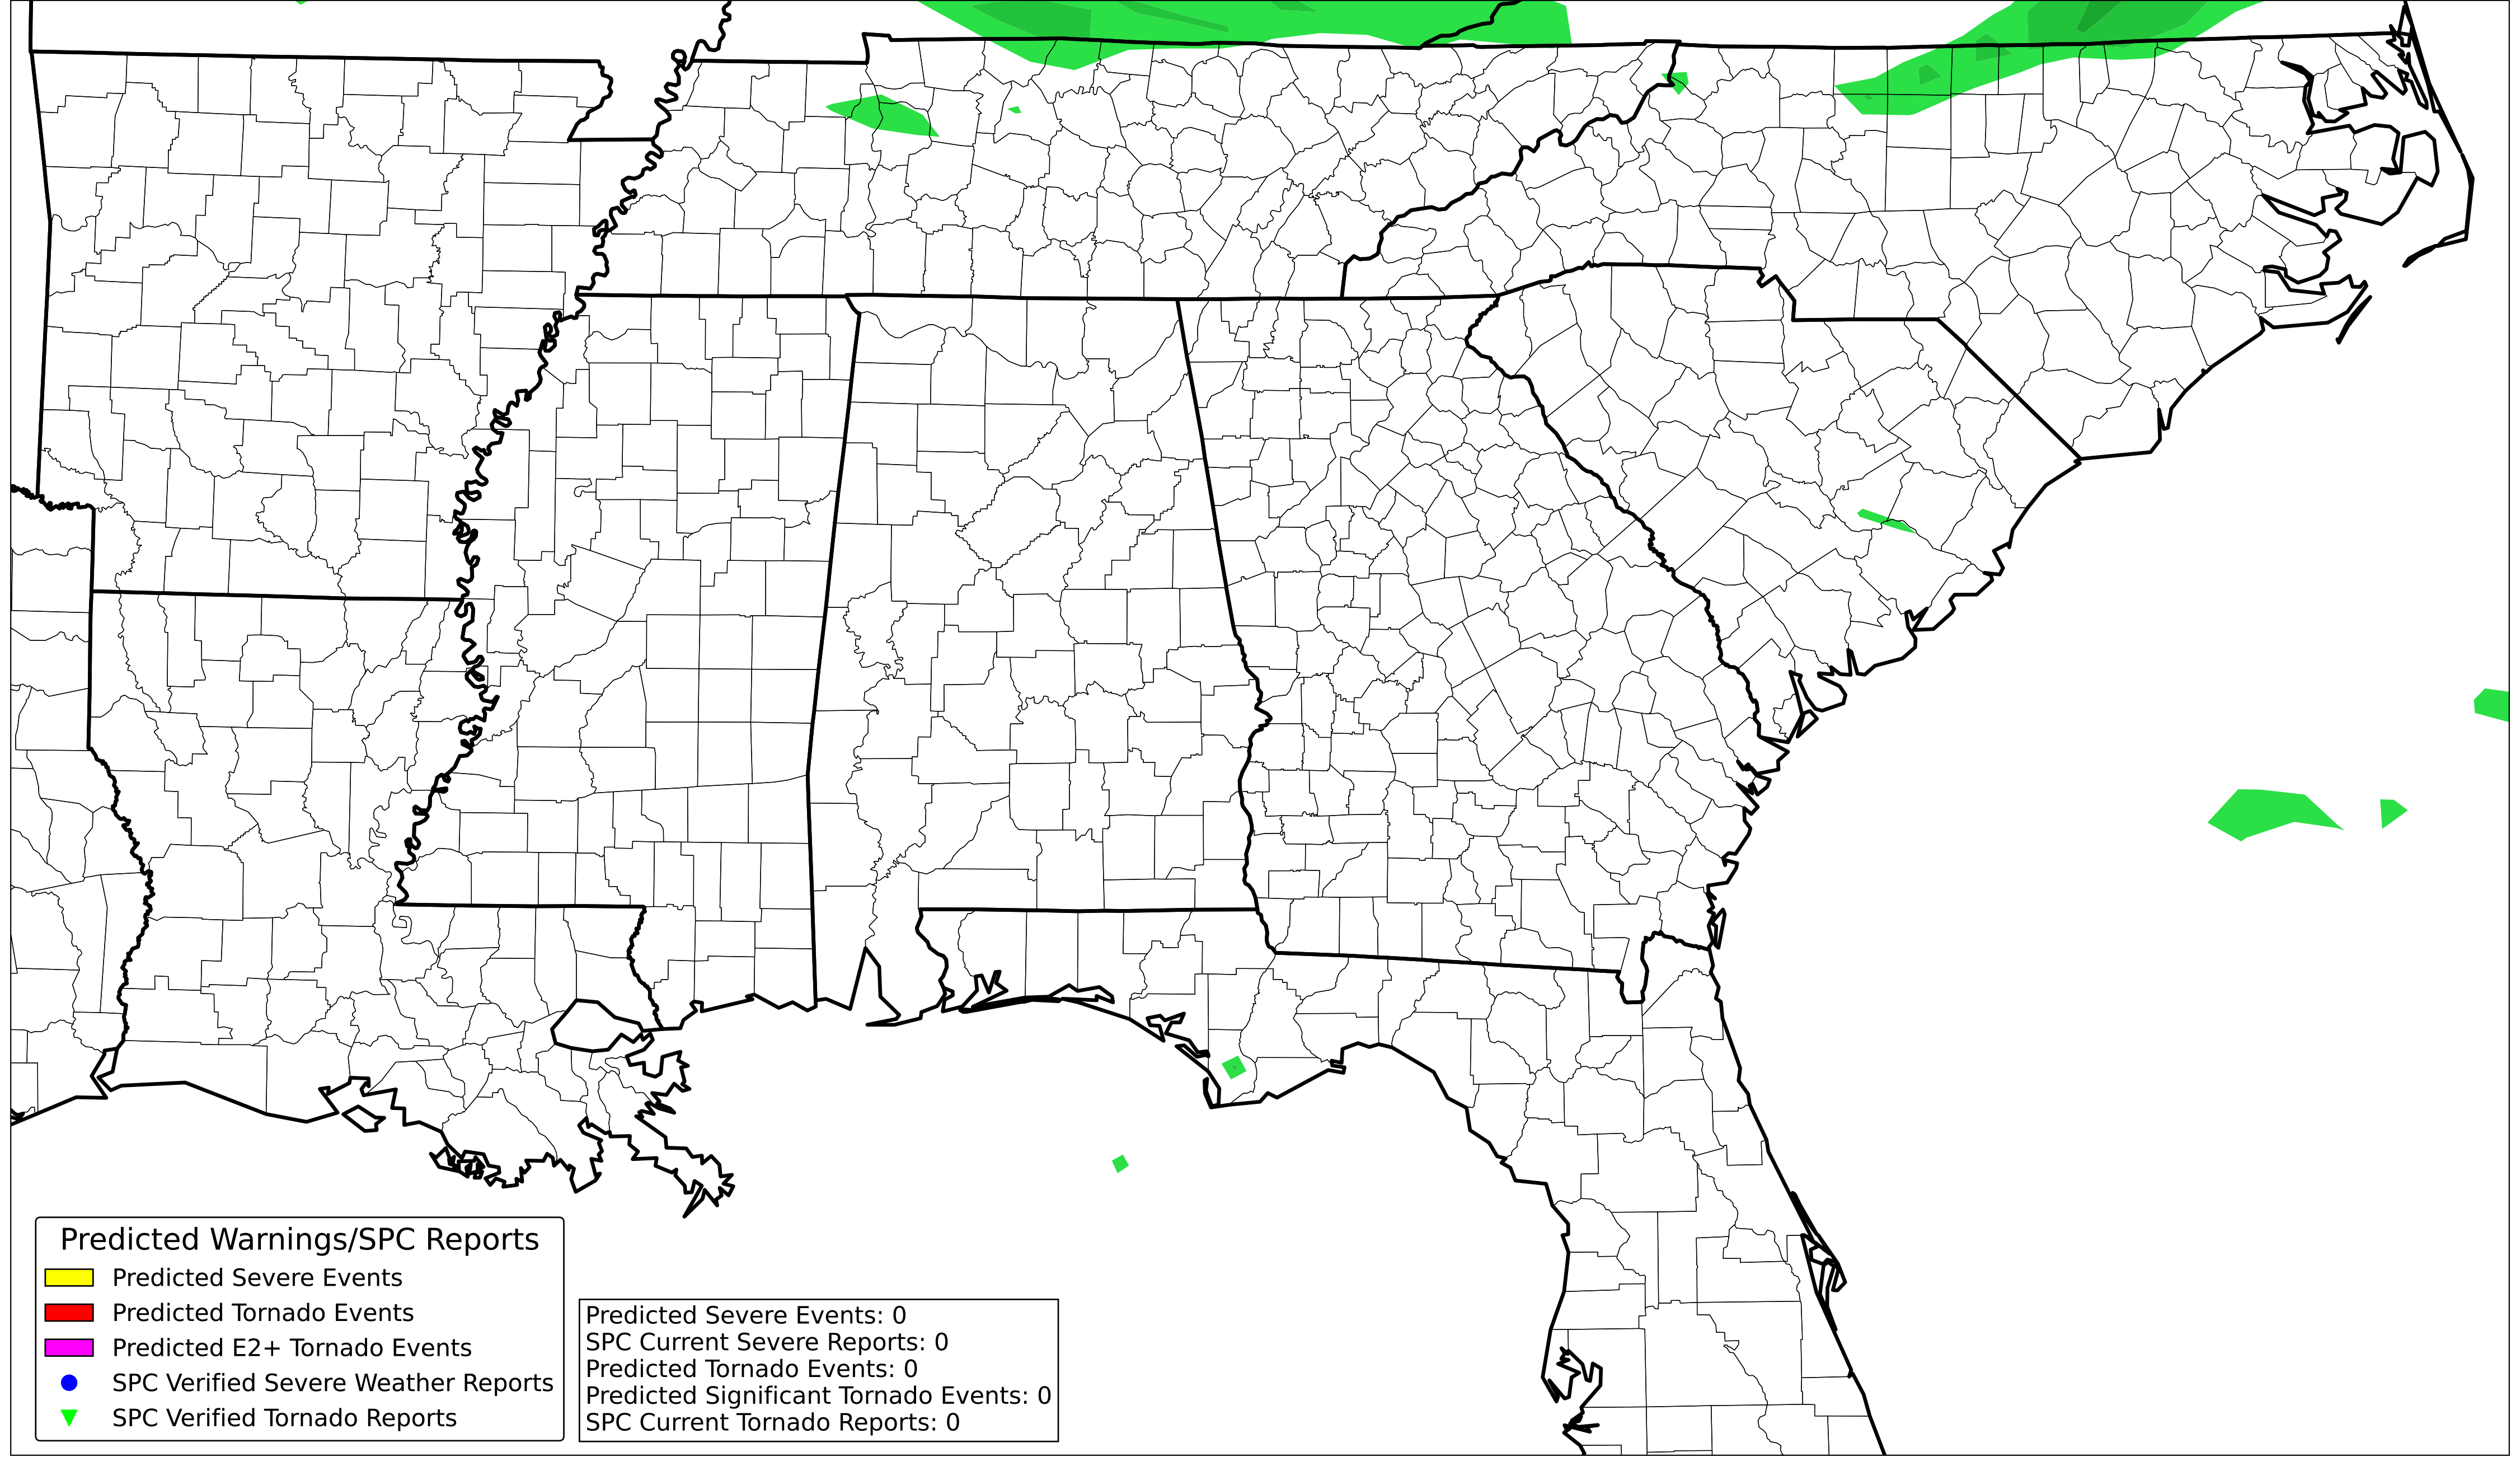 Predicted Warnings/SPC Reports
Predicted Severe Events
Predicted Tornado Events
Predicted E2+ Tornado Events
SPC Verified Severe Weather Reports
SPC Verified Tornado Reports
Predicted Severe Events: 0
SPC Current Severe Reports: 0
Predicted Tornado Events: 0
Predicted Significant Tornado Events: 0
SPC Current Tornado Reports: 0